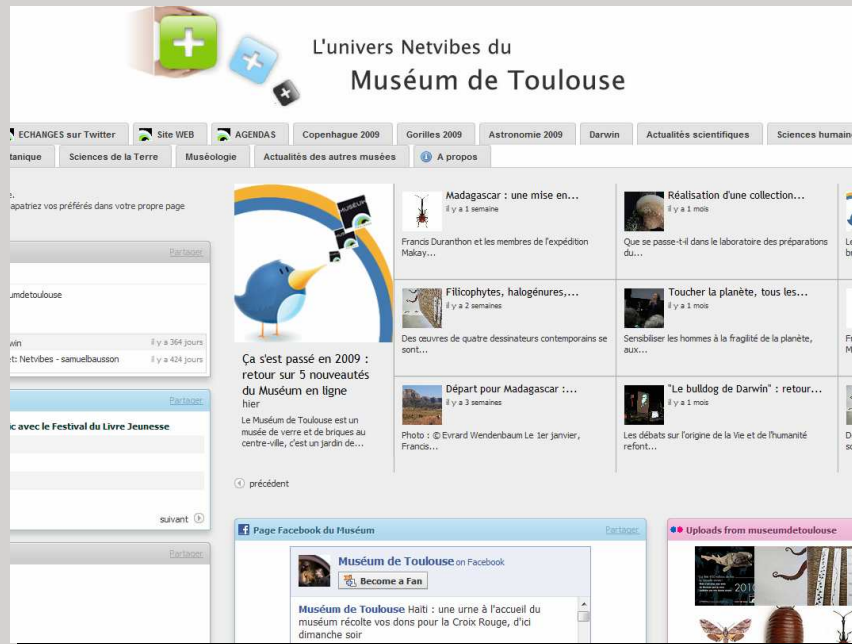 L'univers Netvibes du
Muséum de Toulouse
ECHANGES sur Twitter
Site WEB
AGENDAS
Copenhague 2009
Gorilles 2009
Astronomie 2009
Darwin
Actualités scientifiques
Sciences humain
tanique
Sciences de la Terre
Muséologie
Actualités des autres musées
A propos
apatriez vos préférés dans votre propre page
Partager
umdetoulouse
win
il y a 364 jours
et: Netvibes - samuelbausson
il y a 424 jours
Partager
avec le Festival du Livre Jeunesse
suivant
Partager
MUSÉUM
Ça s'est passé en 2009 :
retour sur 5 nouveautés
du Muséum en ligne
hier
Le Muséum de Toulouse est un
musée de verre et de briques au
centre-ville, c'est un jardin de...
Madagascar : une mise en...
il y a 1 semaine
Francis Duranthon et les membres de l'expédition
Makay...
Filicophytes, halogénures,...
il y a 2 semaines
Des œuvres de quatre dessinateurs contemporains se
sont...
Départ pour Madagascar :...
il y a 3 semaines
Photo : © Evrard Wendenbaum Le 1er janvier,
Francis...
Réalisation d'une collection...
il y a 1 mois
Que se passe-t-il dans le laboratoire des préparations
du...
Toucher la planète, tous les...
il y a 1 mois
Sensibiliser les hommes à la fragilité de la planète,
aux...
"Le bulldog de Darwin" : retour...
il y a 1 mois
Les débats sur l'origine de la Vie et de l'humanité
refont...
précédent
Page Facebook du Muséum
Partager
Muséum de Toulouse on Facebook
Become a Fan
Muséum de Toulouse Haiti : une urne à l'accueil du
muséum récolte vos dons pour la Croix Rouge, d'ici
dimanche soir
Uploads from museumdetoulouse